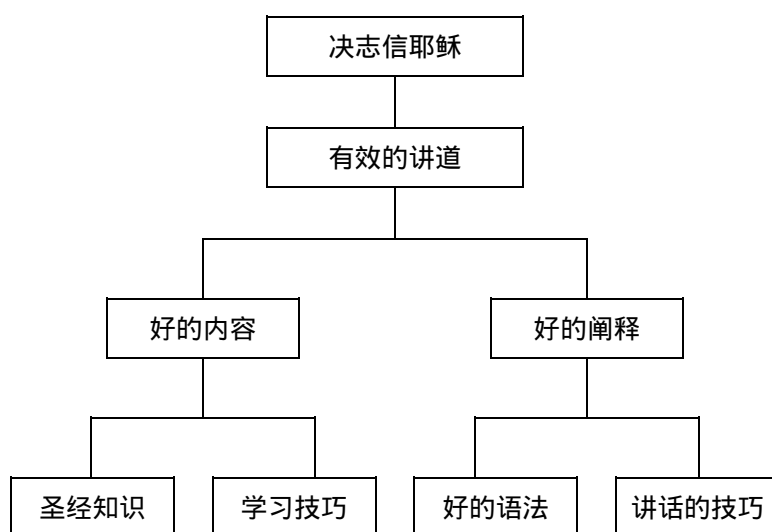 决志信耶稣
有效的讲道
好的内容
好的阐释
圣经知识
学习技巧
好的语法
讲话的技巧